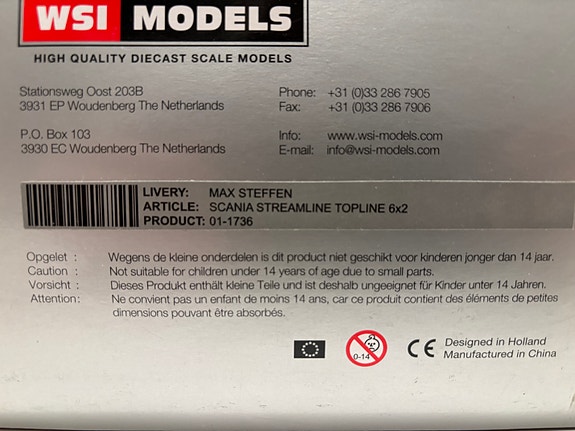 WSI MODELS
HIGH QUALITY DIECAST SCALE MODELS
Stationsweg Oost 203B
3931 EP Woudenberg The Netherlands
P.O. Box 103
3930 EC Woudenberg The Netherlands
Phone: +31 (0)33 286 7905
Fax: +31 (0)33 286 7906
Info: www.wsi-models.com
E-mail: info@wsi-models.com
LIVERY: MAX STEFFEN
ARTICLE: SCANIA STREAMLINE TOPLINE 6x2
PRODUCT: 01-1736
Opgelet : Wegens de kleine onderdelen is dit product niet geschikt voor kinderen jonger dan 14 jaar.
Caution : Not suitable for children under 14 years of age due to small parts.
Vorsicht : Dieses Produkt enthält kleine Teile und ist deshalb ungeeignet für Kinder unter 14 Jahren.
Attention: Ne convient pas un enfant de moins 14 ans, car ce produit contient des éléments de petites
dimensions pouvant être absorbés.
0-14
CE
Designed in Holland
Manufactured in China